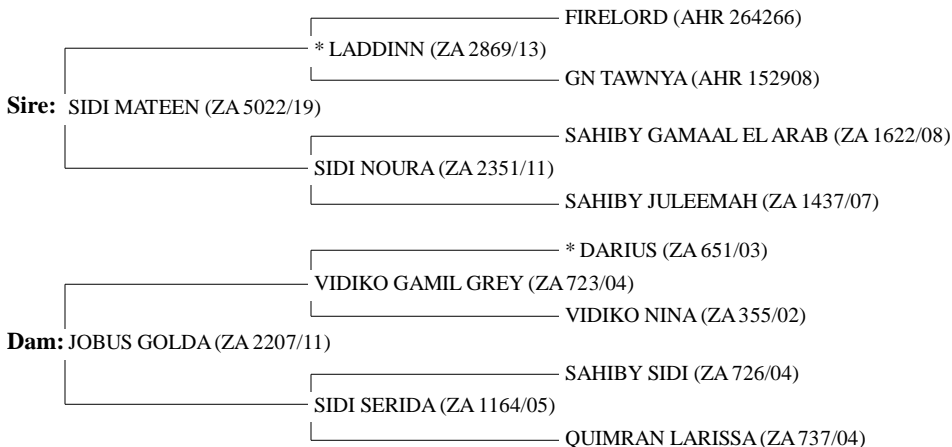 FIRELORD (AHR 264266)
* LADDINN (ZA 2869/13)
GN TAWNYA (AHR 152908)
Sire: SIDI MATEEN (ZA 5022/19)
SAHIBY GAMAAL EL ARAB (ZA 1622/08)
SIDI NOURA (ZA 2351/11)
SAHIBY JULEEMAH (ZA 1437/07)
* DARIUS (ZA 651/03)
VIDIKO GAMIL GREY (ZA 723/04)
VIDIKO NINA (ZA 355/02)
Dam: JOBUS GOLDA (ZA 2207/11)
SAHIBY SIDI (ZA 726/04)
SIDI SERIDA (ZA 1164/05)
QUIMRAN LARISSA (ZA 737/04)